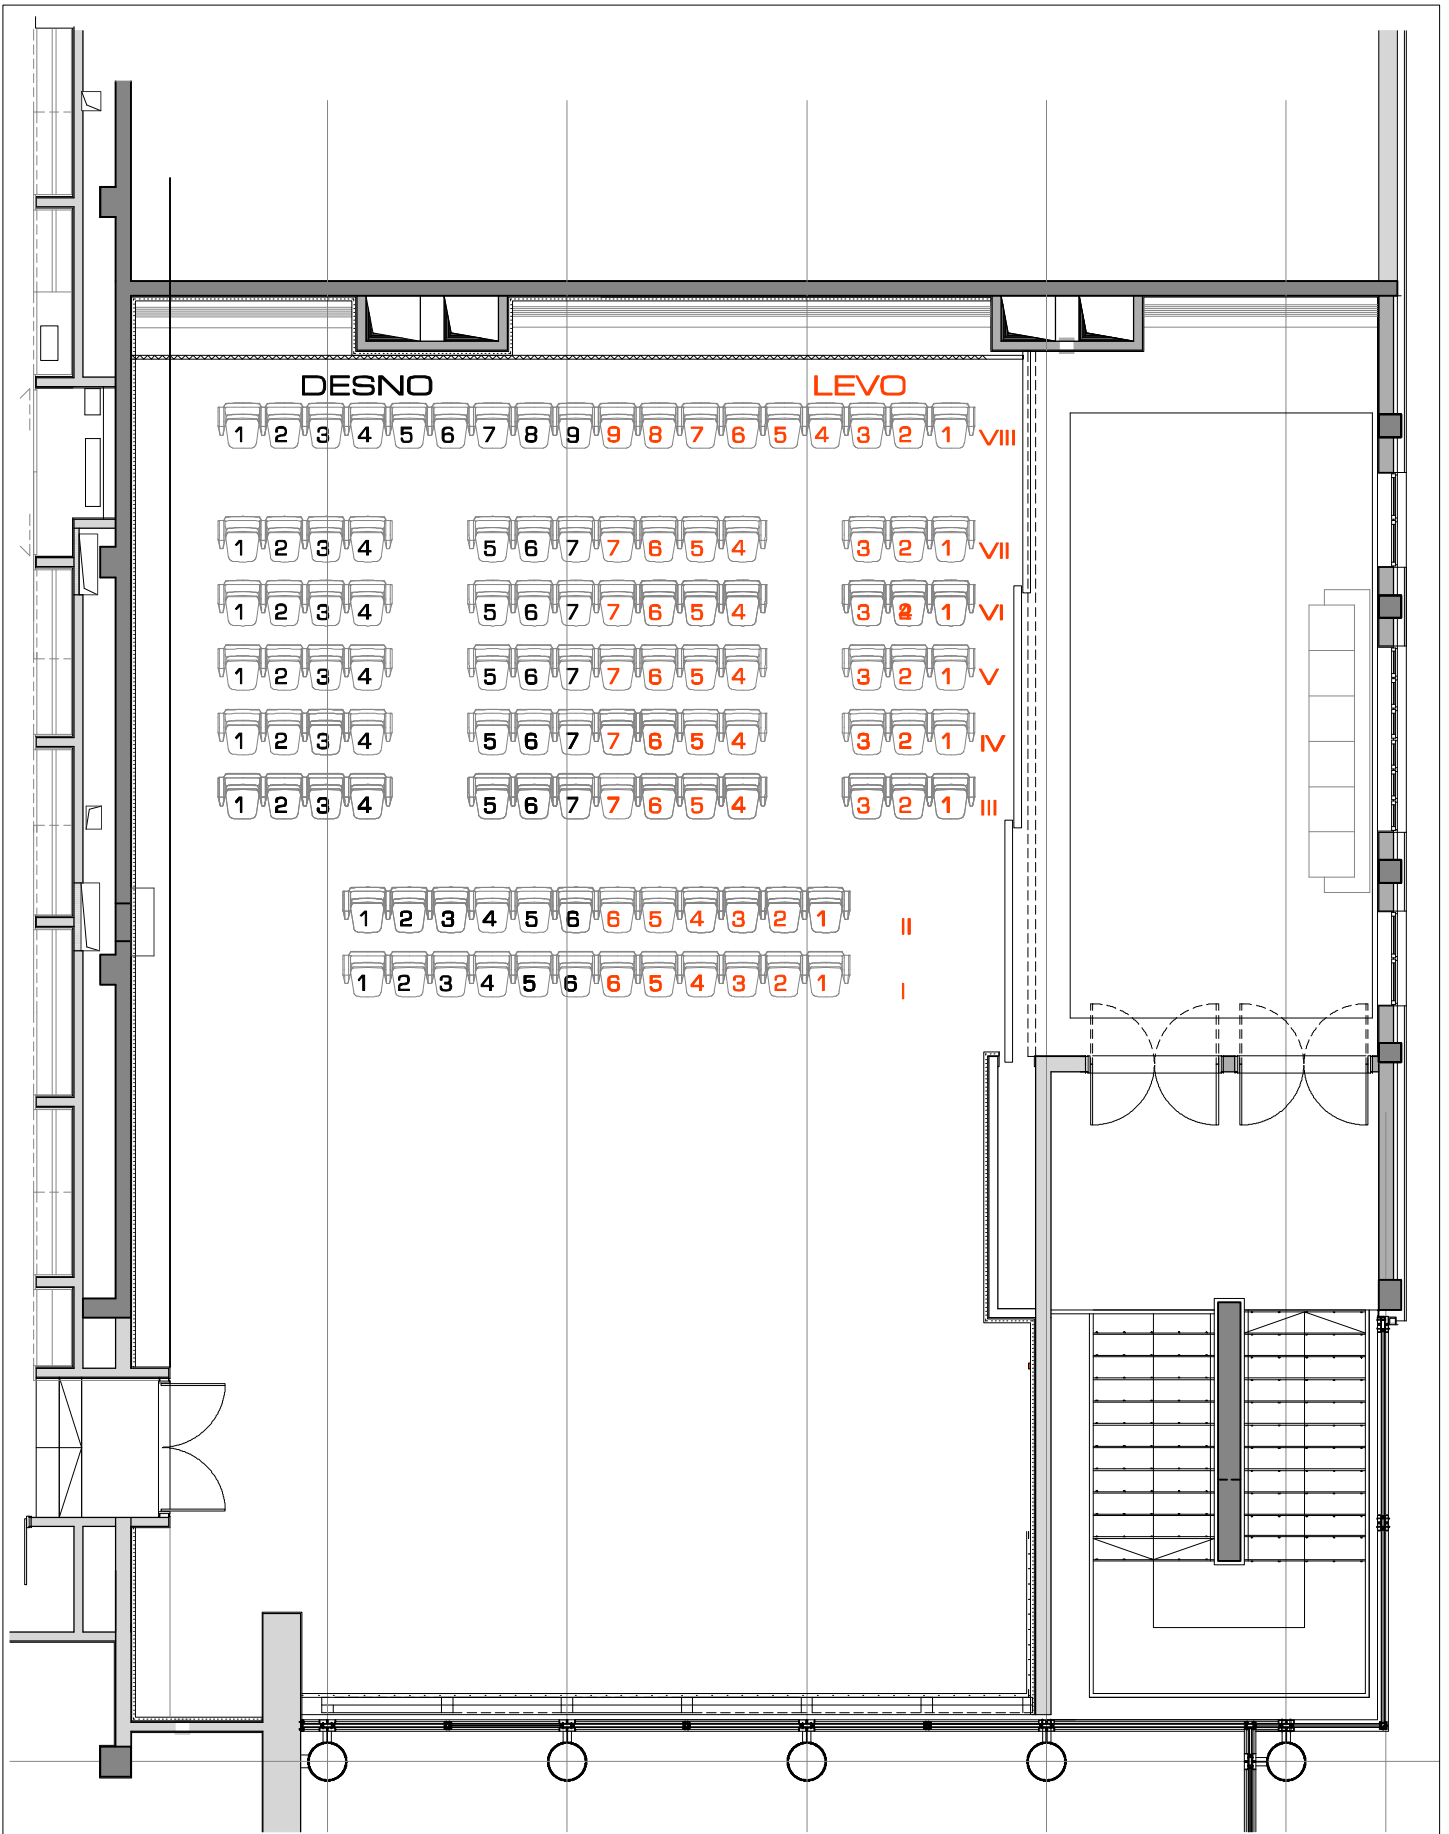 DESNO LEVO
1 2 3 4 5 6 7 8 9 9 8 7 6 5 4 3 2 1 VIII
1 2 3 4 5 6 7 7 6 5 4 3 2 1 VII
1 2 3 4 5 6 7 7 6 5 4 3 1 VI
1 2 3 4 5 6 7 7 6 5 4 3 2 1 V
1 2 3 4 5 6 7 7 6 5 4 3 2 1 IV
1 2 3 4 5 6 7 7 6 5 4 3 2 1 III
1 2 3 4 5 6 6 5 4 3 2 1 II
1 2 3 4 5 6 6 5 4 3 2 1 I